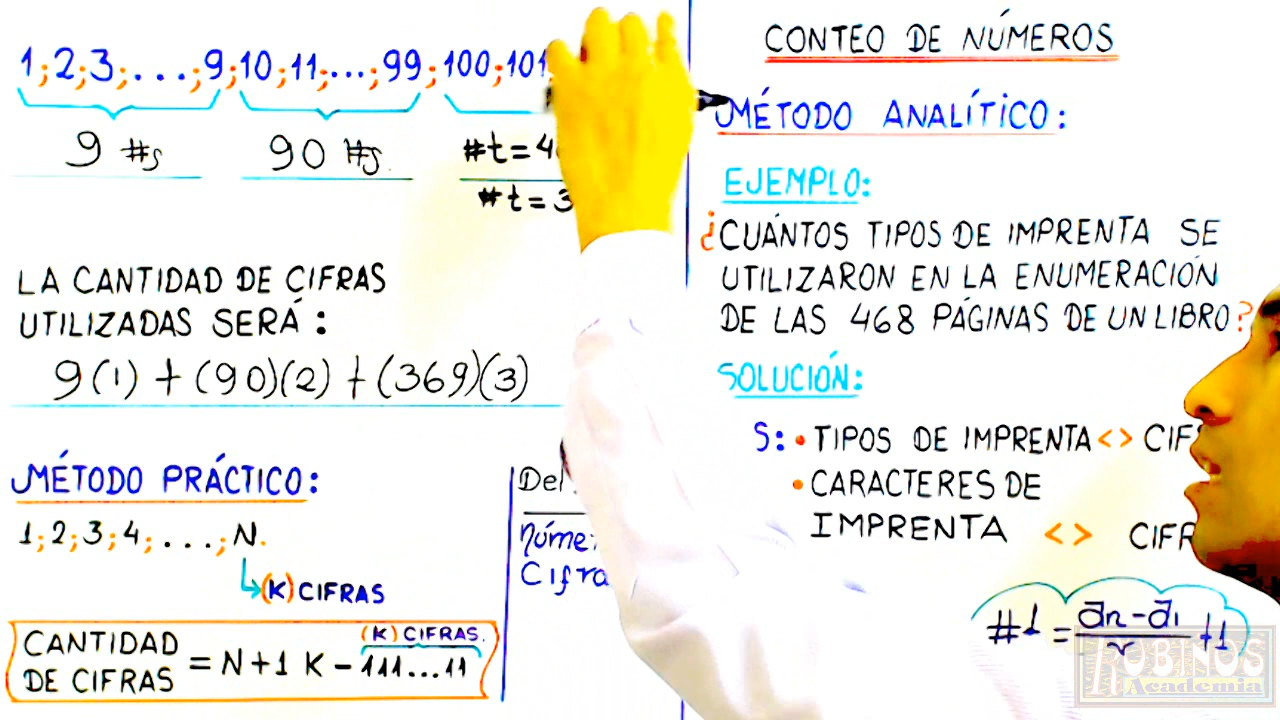 1;2;3;...;9;10;11;...;99;100;101
9 #s 90 #s #t=4
#t=3
LA CANTIDAD DE CIFRAS
UTILIZADAS SERÁ:
9(1)+(90)(2)+(369)(3)
MÉTODO PRÁCTICO:
1;2;3;4;...;N.
(K) CIFRAS
(K) CIFRAS.
CANTIDAD
DE CIFRAS = N+1 K - 111...11
Del
Núme
Cifra
CONTEO DE NÚMEROS
MÉTODO ANALÍTICO:
EJEMPLO:
¿CUÁNTOS TIPOS DE IMPRENTA SE
UTILIZARON EN LA ENUMERACIÓN
DE LAS 468 PÁGINAS DE UN LIBRO?
SOLUCIÓN:
S: • TIPOS DE IMPRENTA <> CIF
• CARACTERES DE
IMPRENTA <> CIFR
#t = (an - a1)/r + 1
ROBINOS
Academia